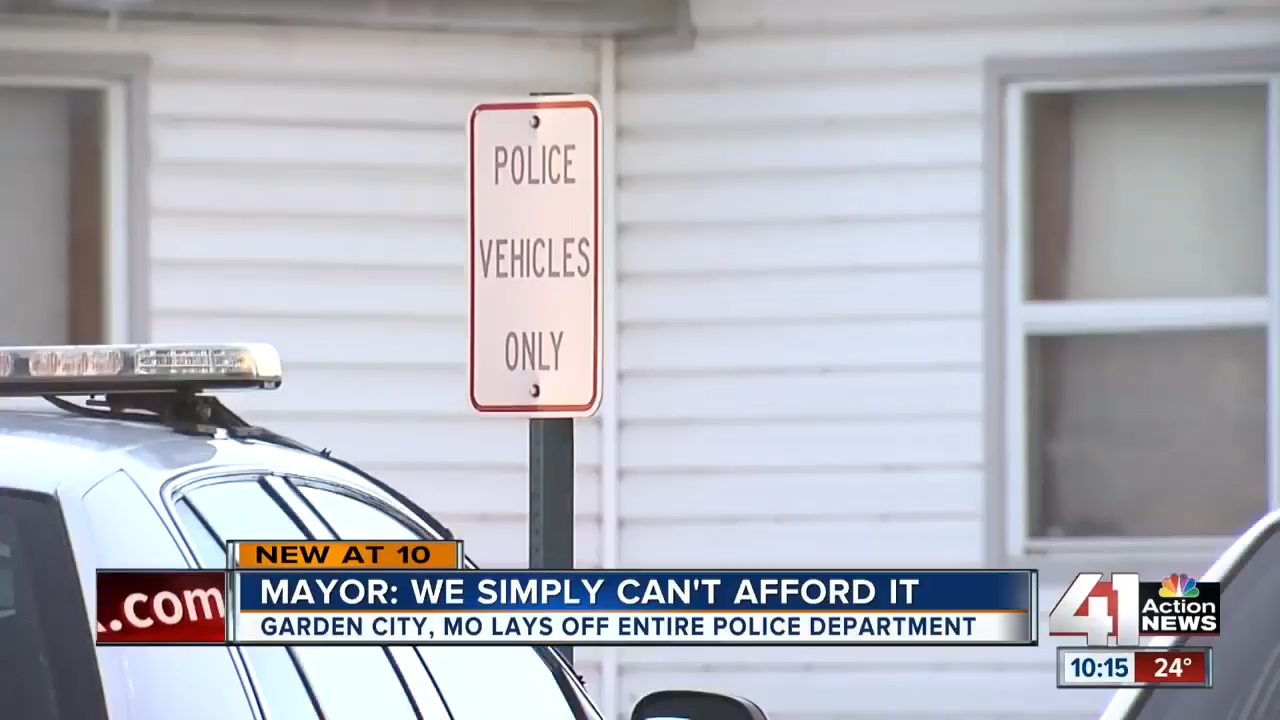 POLICE
VEHICLES
ONLY
NEW AT 10
MAYOR: WE SIMPLY CAN'T AFFORD IT
.com
GARDEN CITY, MO LAYS OFF ENTIRE POLICE DEPARTMENT
41 Action
NEWS
10:15 24°